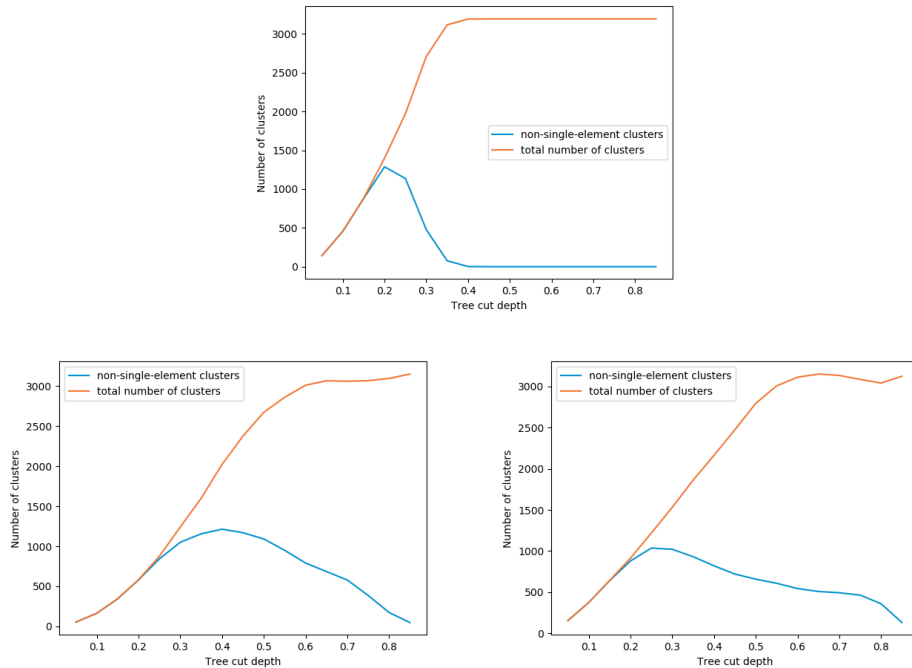 3000
2500
2000
1500
1000
500
0
Number of clusters
non-single-element clusters
total number of clusters
0.1 0.2 0.3 0.4 0.5 0.6 0.7 0.8
Tree cut depth
3000
2500
2000
1500
1000
500
0
Number of clusters
non-single-element clusters
total number of clusters
0.1 0.2 0.3 0.4 0.5 0.6 0.7 0.8
Tree cut depth
3000
2500
2000
1500
1000
500
0
Number of clusters
non-single-element clusters
total number of clusters
0.1 0.2 0.3 0.4 0.5 0.6 0.7 0.8
Tree cut depth